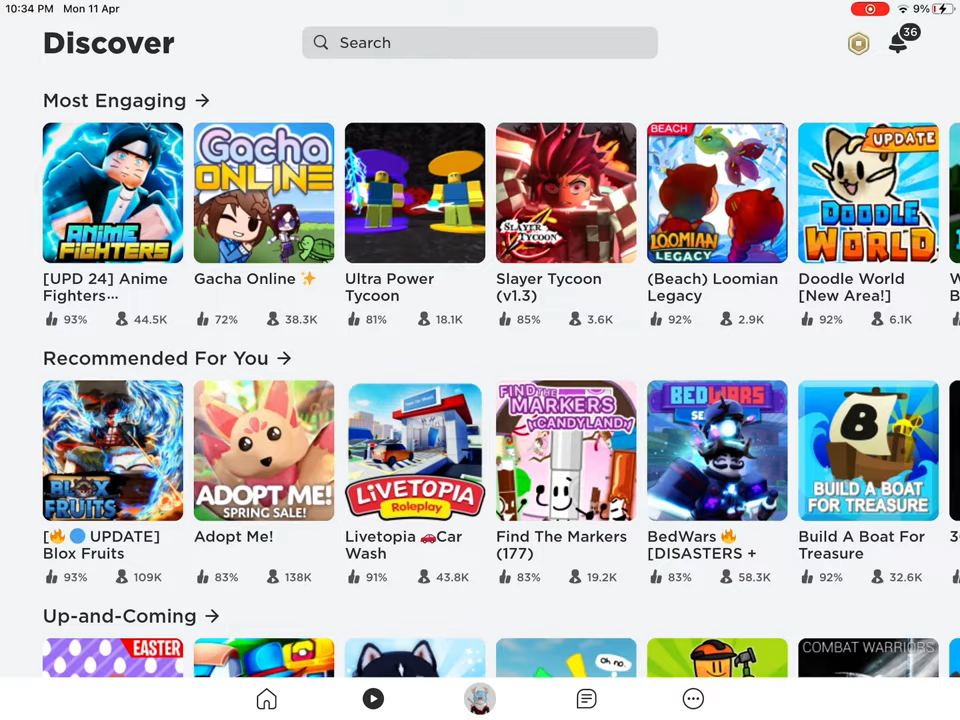 10:34 PM Mon 11 Apr 9%
Discover Search 36
Most Engaging →
ANIME FIGHTERS
Gacha ONLINE
SLAYER TYCOON
BEACH
LOOMIAN LEGACY
UPDATE
DOODLE WORLD
[UPD 24] Anime Fighters...
Gacha Online ✨
Ultra Power Tycoon
Slayer Tycoon (v1.3)
(Beach) Loomian Legacy
Doodle World [New Area!]
93% 44.5K
72% 38.3K
81% 18.1K
85% 3.6K
92% 2.9K
92% 6.1K
Recommended For You →
BLOX FRUITS
ADOPT ME!
SPRING SALE!
LIVETOPIA
Roleplay
FIND THE MARKERS
CANDYLAND
BEDWARS
B
BUILD A BOAT
FOR TREASURE
[🔥🔵 UPDATE] Blox Fruits
Adopt Me!
Livetopia 🚗Car Wash
Find The Markers (177)
BedWars 🔥 [DISASTERS +
Build A Boat For Treasure
93% 109K
83% 138K
91% 43.8K
83% 19.2K
83% 58.3K
92% 32.6K
Up-and-Coming →
EASTER
Oh no..
COMBAT WARRIORS